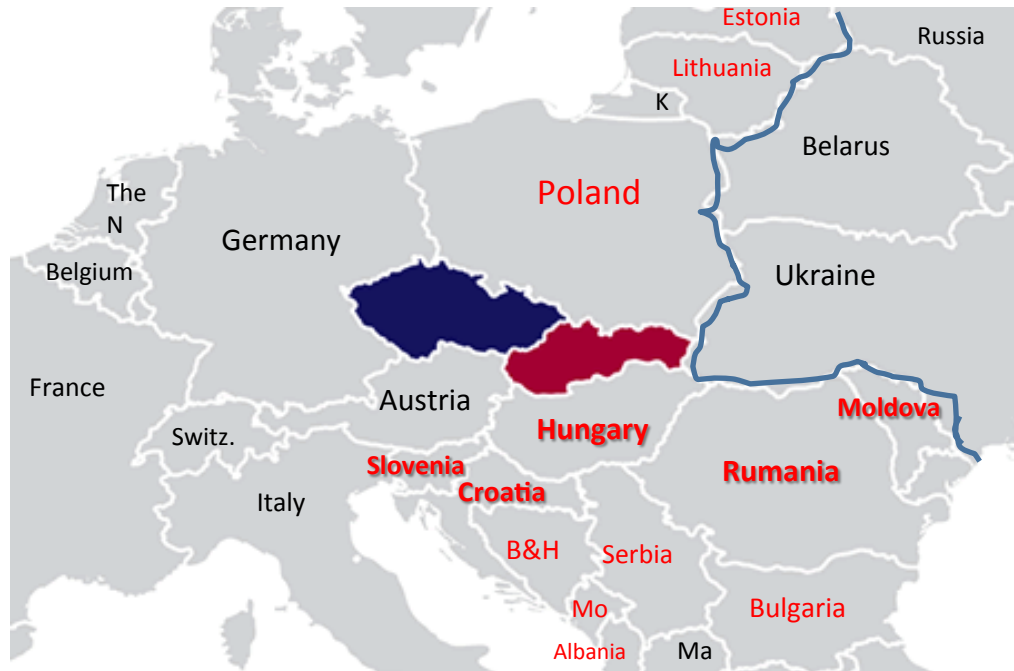 Estonia
Russia
Lithuania
K
Belarus
The
N
Poland
Germany
Belgium
Ukraine
France
Austria
Moldova
Switz.
Hungary
Slovenia
Rumania
Croatia
Italy
B&H
Serbia
Mo
Bulgaria
Albania
Ma